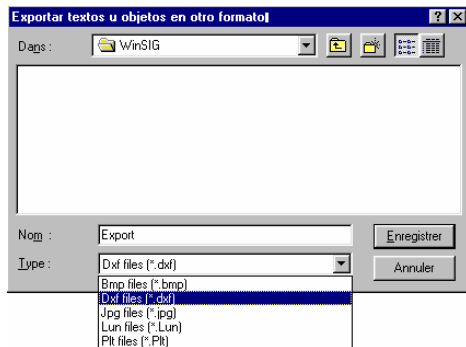 Exportar textos u objetos en otro formato
Dans :
WinSIG
Nom :
Export
Enregistrer
Type :
Dxf files (*.dxf)
Annuler
Bmp files (*.bmp)
Dxf files (*.dxf)
Jpg files (*.jpg)
Lun files (*.Lun)
Plt files (*.Plt)